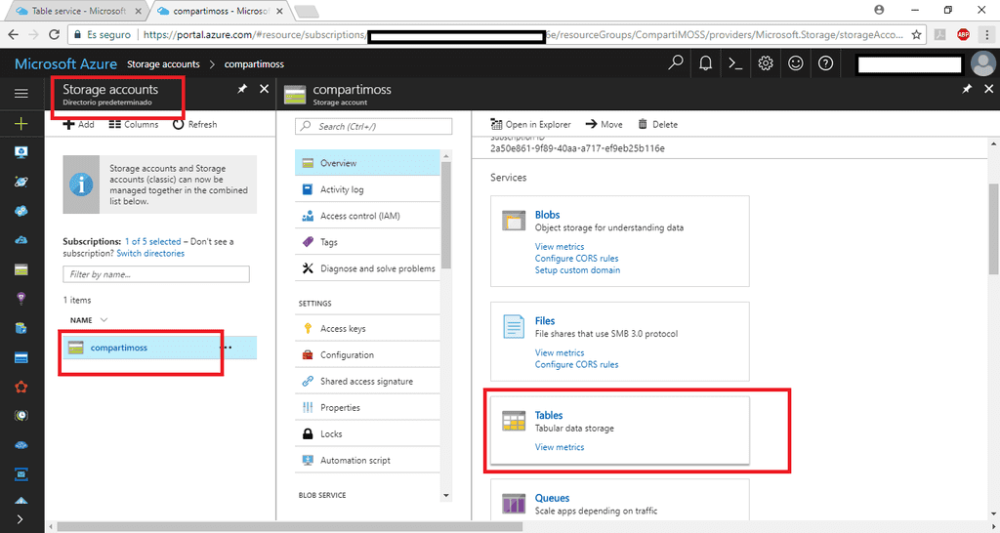 Table service - Microsoft
compartimoss - Microso
Es seguro
https://portal.azure.com/#resource/subscriptions/
6e/resourceGroups/CompartiMOSS/providers/Microsoft.Storage/storageAcco...
ABP
Microsoft Azure
Storage accounts
compartimoss
Storage accounts
Directorio predeterminado
Add
Columns
Refresh
Storage accounts and Storage
accounts (classic) can now be
managed together in the combined
list below.
Subscriptions: 1 of 5 selected – Don't see a
subscription? Switch directories
Filter by name...
1 items
NAME
compartimoss
...
compartimoss
Storage account
Search (Ctrl+/)
Overview
Activity log
Access control (IAM)
Tags
Diagnose and solve problems
SETTINGS
Access keys
Configuration
Shared access signature
Properties
Locks
Automation script
BLOB SERVICE
Open in Explorer
Move
Delete
Subscription ID
2a50e861-9f89-40aa-a717-ef9eb25b116e
Services
Blobs
Object storage for understanding data
View metrics
Configure CORS rules
Setup custom domain
Files
File shares that use SMB 3.0 protocol
View metrics
Configure CORS rules
Tables
Tabular data storage
View metrics
Queues
Scale apps depending on traffic